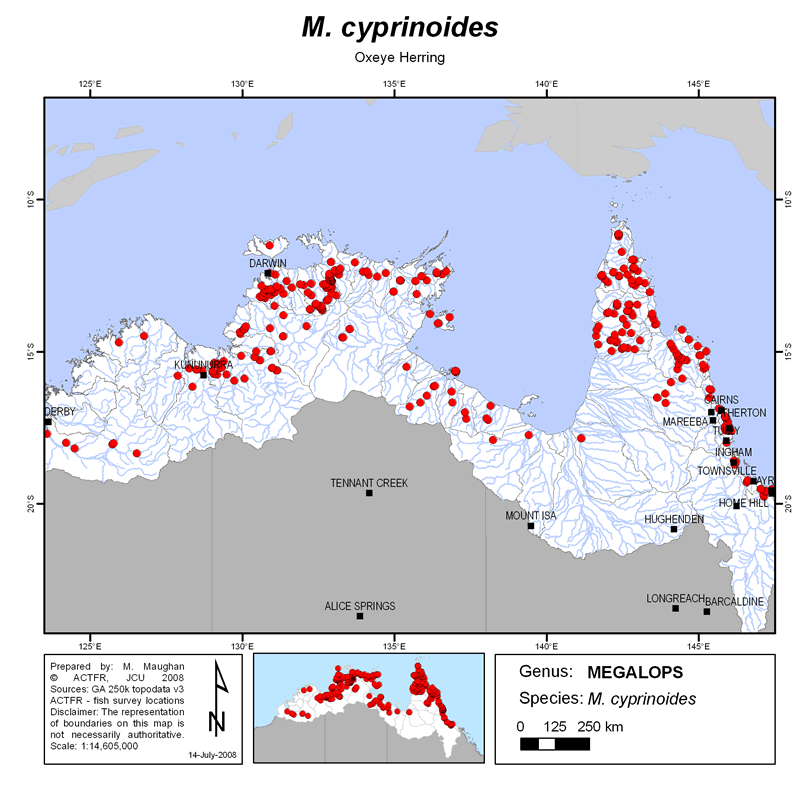 M. cyprinoides
Oxeye Herring
125°E 130°E 135°E 140°E 145°E
10°S 10°S
DARWIN
15°S 15°S
KUNUNURRA
CAIRNS
DERBY
MAREEBA
INGHAM
TOWNSVILLE
TENNANT CREEK
20°S 20°S
HOME HILL
MOUNT ISA
HUGHENDEN
LONGREACH
BARCALDINE
ALICE SPRINGS
125°E 130°E 135°E 140°E 145°E
Prepared by: M. Maughan
© ACTFR, JCU 2008
Sources: GA 250k topodata v3
ACTFR - fish survey locations
Disclaimer: The representation
of boundaries on this map is
not necessarily authoritative.
Scale: 1:14,605,000
N
14-July-2008
Genus: MEGALOPS
Species: M. cyprinoides
0 125 250 km